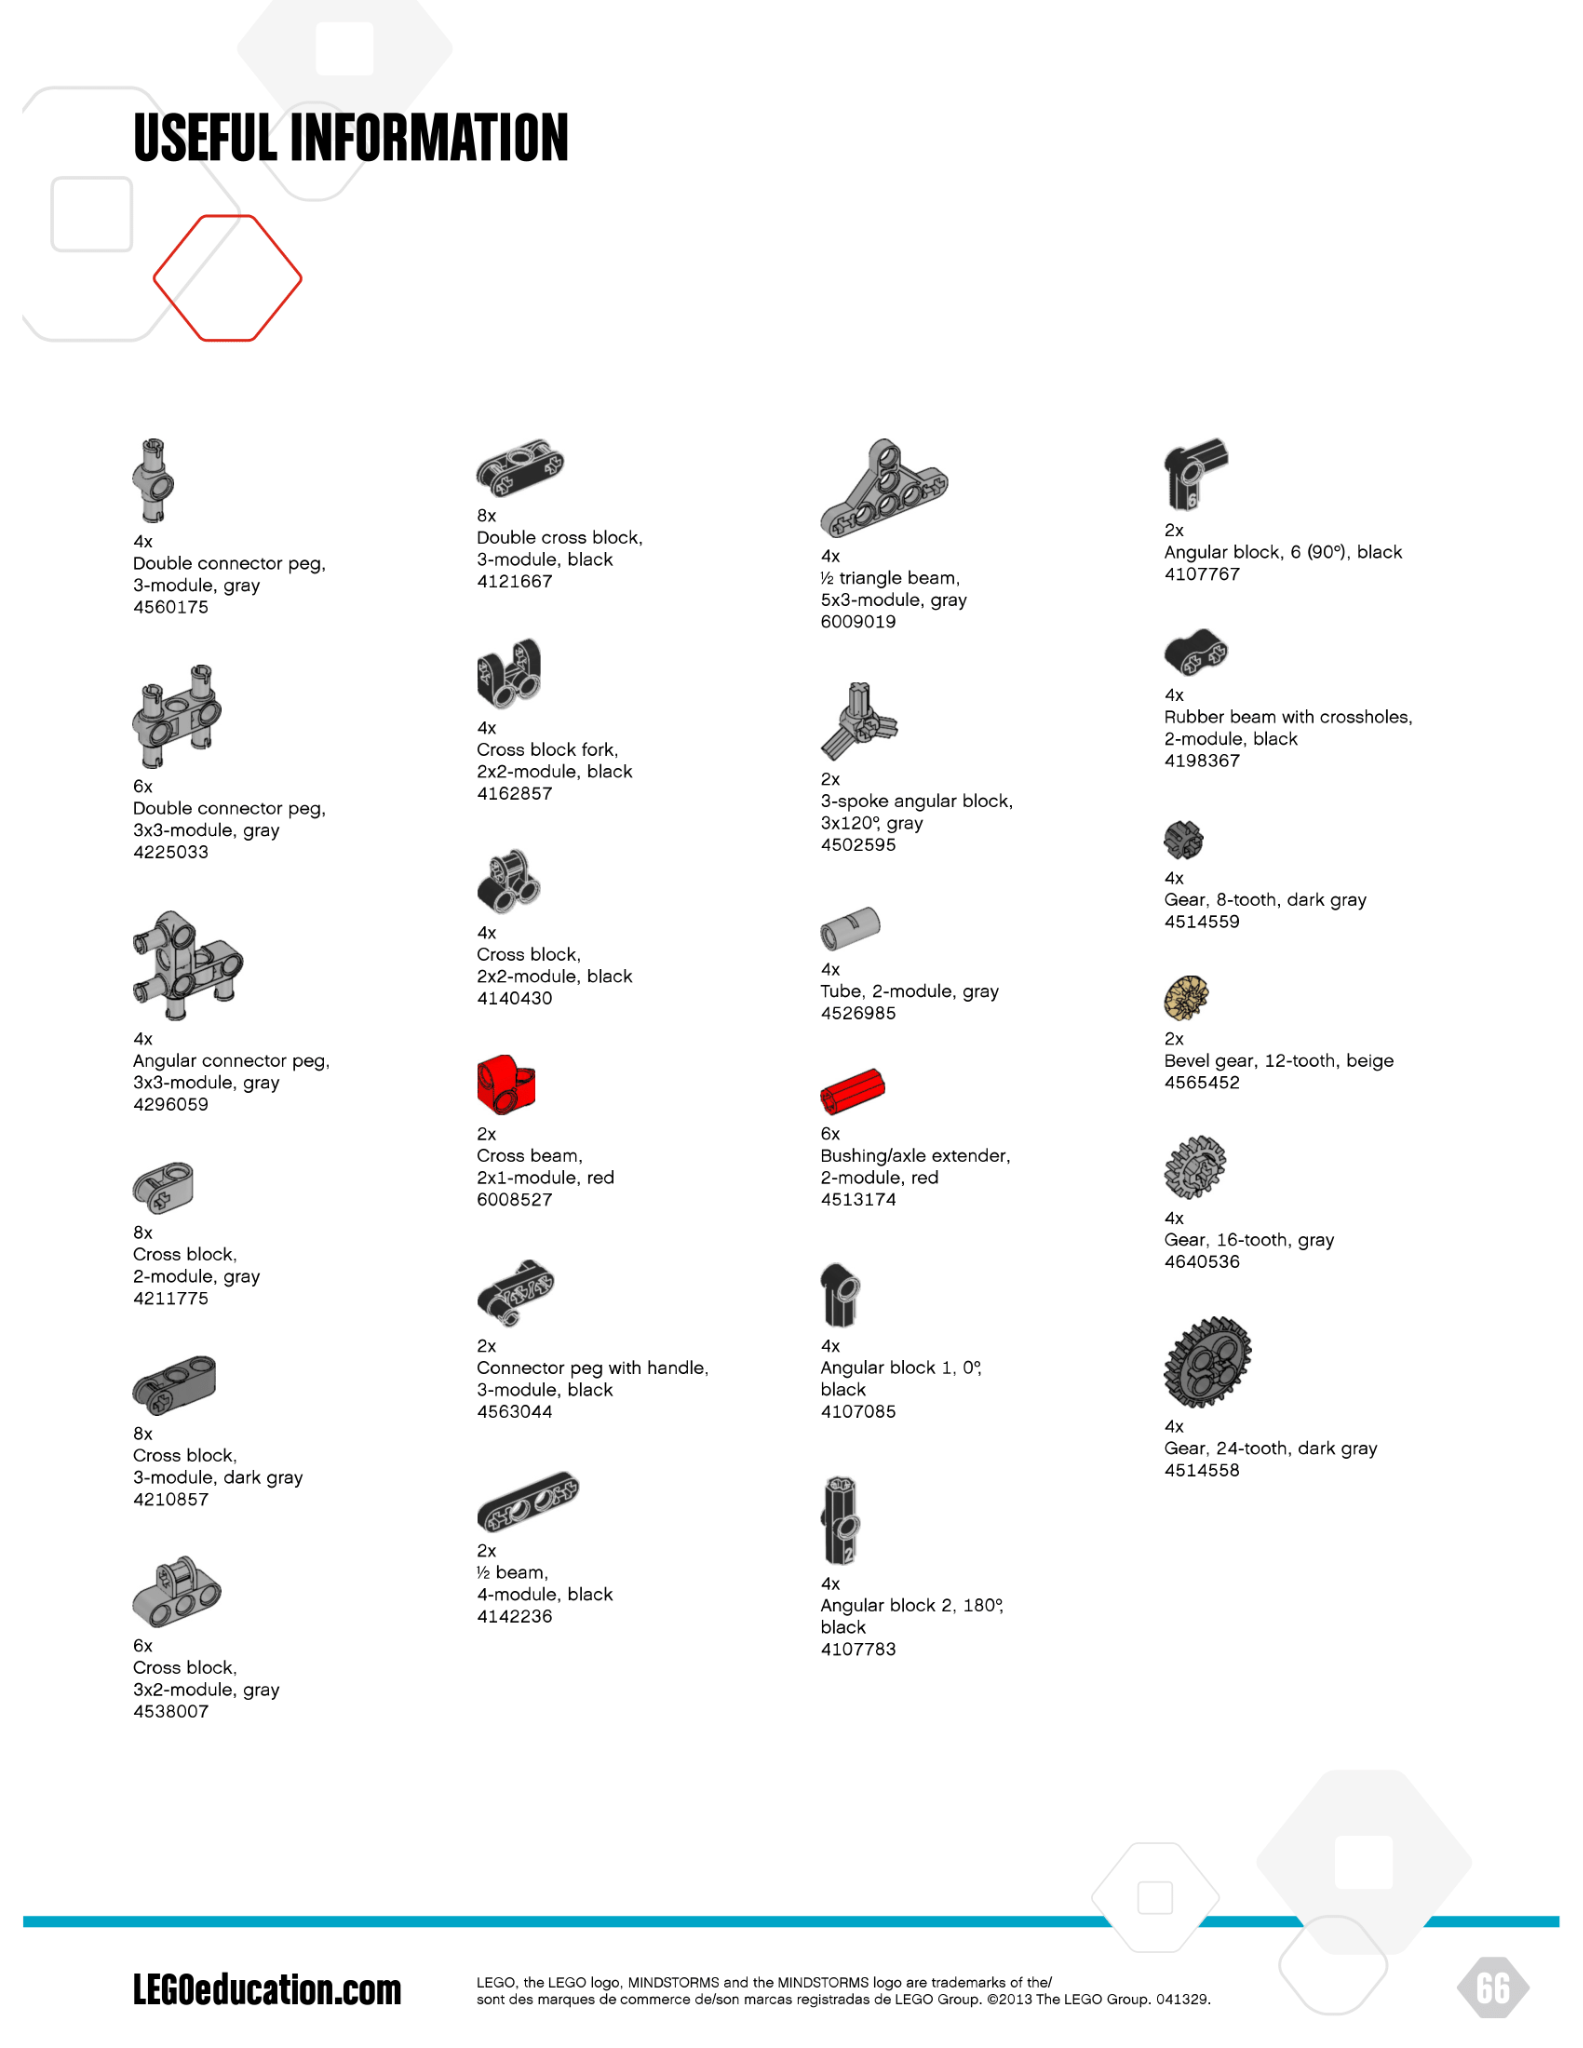 USEFUL INFORMATION
4x
Double connector peg,
3-module, gray
4560175
6x
Double connector peg,
3x3-module, gray
4225033
4x
Angular connector peg,
3x3-module, gray
4296059
8x
Cross block,
2-module, gray
4211775
8x
Cross block,
3-module, dark gray
4210857
6x
Cross block,
3x2-module, gray
4538007
8x
Double cross block,
3-module, black
4121667
4x
Cross block fork,
2x2-module, black
4162857
4x
Cross block,
2x2-module, black
4140430
2x
Cross beam,
2x1-module, red
6008527
2x
Connector peg with handle,
3-module, black
4563044
2x
½ beam,
4-module, black
4142236
4x
½ triangle beam,
5x3-module, gray
6009019
2x
3-spoke angular block,
3x120º, gray
4502595
4x
Tube, 2-module, gray
4526985
6x
Bushing/axle extender,
2-module, red
4513174
4x
Angular block 1, 0º,
black
4107085
2
4x
Angular block 2, 180º,
black
4107783
6
2x
Angular block, 6 (90º), black
4107767
4x
Rubber beam with crossholes,
2-module, black
4198367
4x
Gear, 8-tooth, dark gray
4514559
2x
Bevel gear, 12-tooth, beige
4565452
4x
Gear, 16-tooth, gray
4640536
4x
Gear, 24-tooth, dark gray
4514558
LEGOeducation.com
LEGO, the LEGO logo, MINDSTORMS and the MINDSTORMS logo are trademarks of the/
sont des marques de commerce de/son marcas registradas de LEGO Group. ©2013 The LEGO Group. 041329.
66